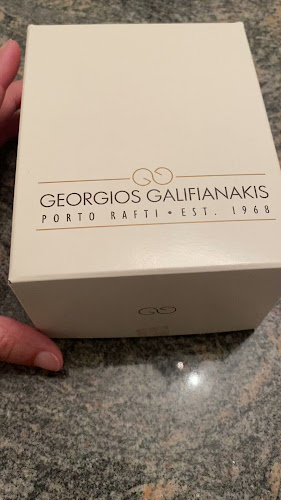 GG
GEORGIOS GALIFIANAKIS
PORTO RAFTI • EST. 1968
GG